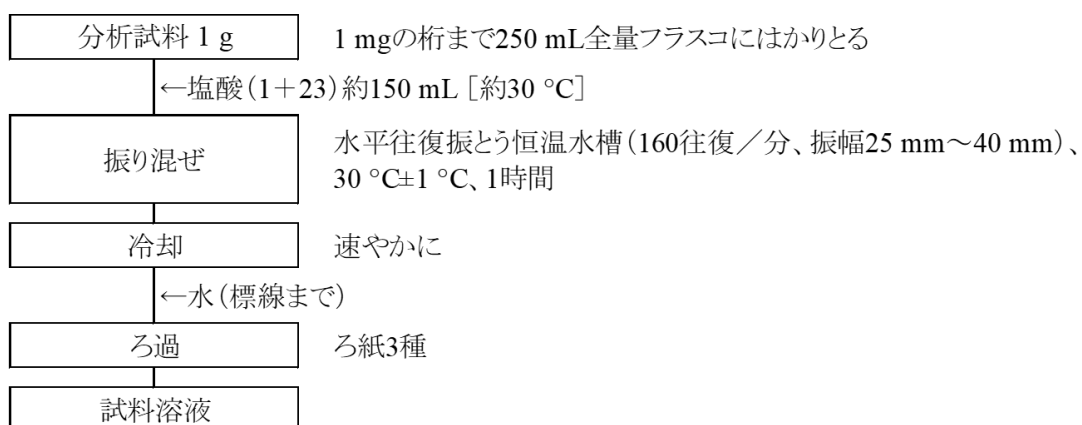 分析試料 1 g
1 mgの桁まで250 mL全量フラスコにはかりとる
←塩酸(1+23)約150 mL [約30 °C]
振り混ぜ
水平往復振とう恒温水槽(160往復/分、振幅25 mm~40 mm)、
30 °C±1 °C、1時間
冷却
速やかに
←水(標線まで)
ろ過
ろ紙3種
試料溶液